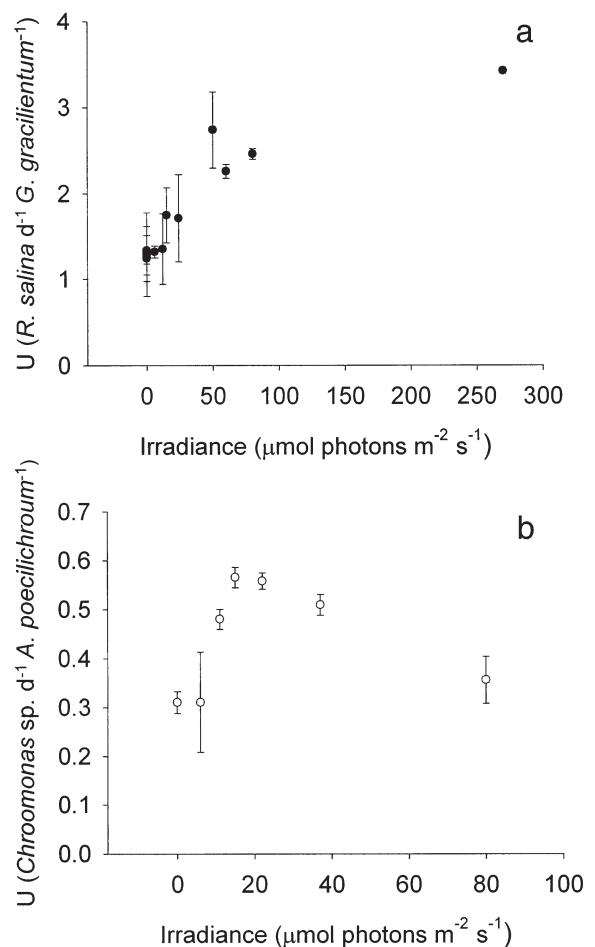 a
U (R. salina d⁻¹ G. gracilientum⁻¹)
4
3
2
1
0
0 50 100 150 200 250 300
Irradiance (μmol photons m⁻² s⁻¹)
b
U (Chroomonas sp. d⁻¹ A. poecilichroum⁻¹)
0.7
0.6
0.5
0.4
0.3
0.2
0.1
0.0
0 20 40 60 80 100
Irradiance (μmol photons m⁻² s⁻¹)